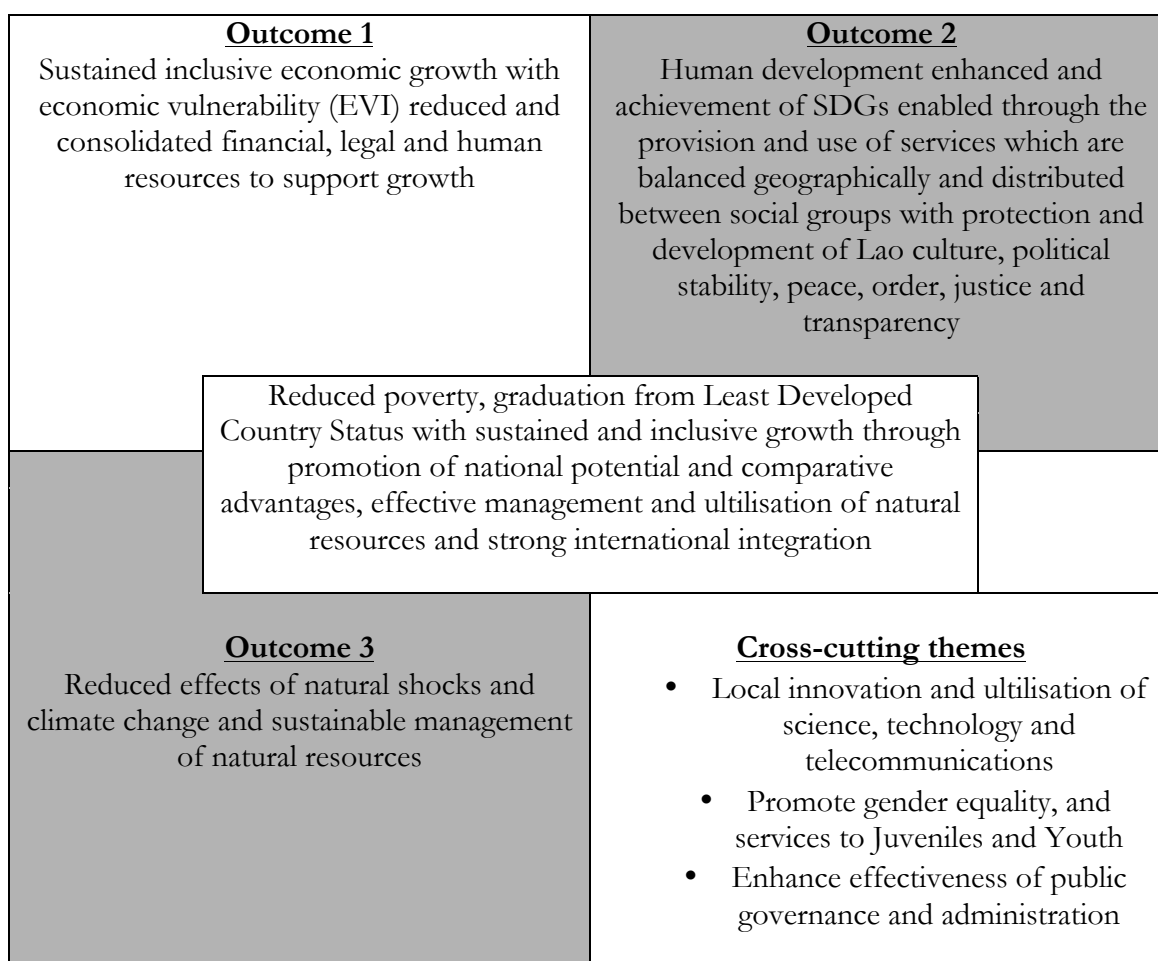 Outcome 1
Sustained inclusive economic growth with
economic vulnerability (EVI) reduced and
consolidated financial, legal and human
resources to support growth
Outcome 2
Human development enhanced and
achievement of SDGs enabled through the
provision and use of services which are
balanced geographically and distributed
between social groups with protection and
development of Lao culture, political
stability, peace, order, justice and
transparency
Reduced poverty, graduation from Least Developed
Country Status with sustained and inclusive growth through
promotion of national potential and comparative
advantages, effective management and ultilisation of natural
resources and strong international integration
Outcome 3
Reduced effects of natural shocks and
climate change and sustainable management
of natural resources
Cross-cutting themes
• Local innovation and ultilisation of
science, technology and
telecommunications
• Promote gender equality, and
services to Juveniles and Youth
• Enhance effectiveness of public
governance and administration